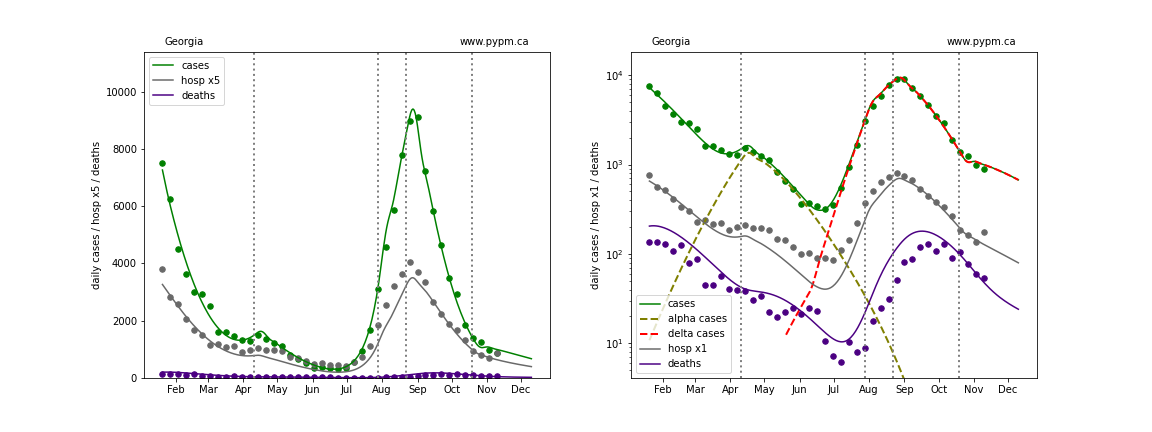 Georgia www.pypm.ca
cases
hosp x5
deaths
daily cases / hosp x5 / deaths
10000
8000
6000
4000
2000
0
Feb Mar Apr May Jun Jul Aug Sep Oct Nov Dec
Georgia www.pypm.ca
daily cases / hosp x1 / deaths
10⁴
10³
10²
10¹
cases
alpha cases
delta cases
hosp x1
deaths
Feb Mar Apr May Jun Jul Aug Sep Oct Nov Dec